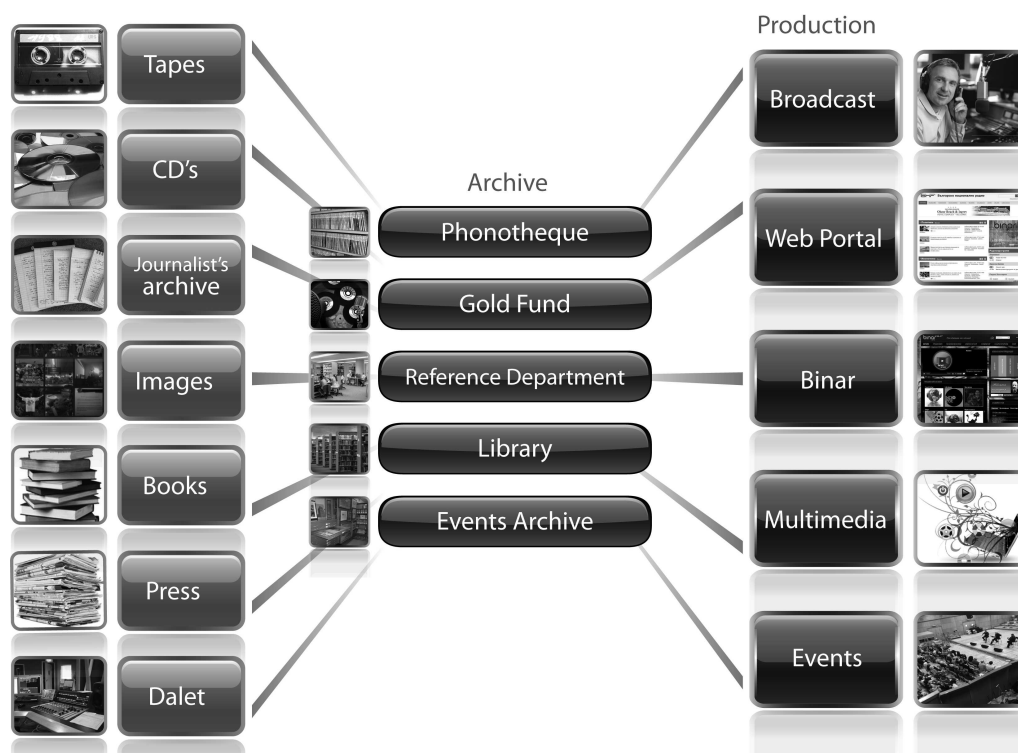 Production
Tapes
Broadcast
CD's
Archive
Phonotheque
Journalist's
archive
Web Portal
Gold Fund
Images
Reference Department
Binar
Books
Library
Multimedia
Events Archive
Press
Events
Dalet